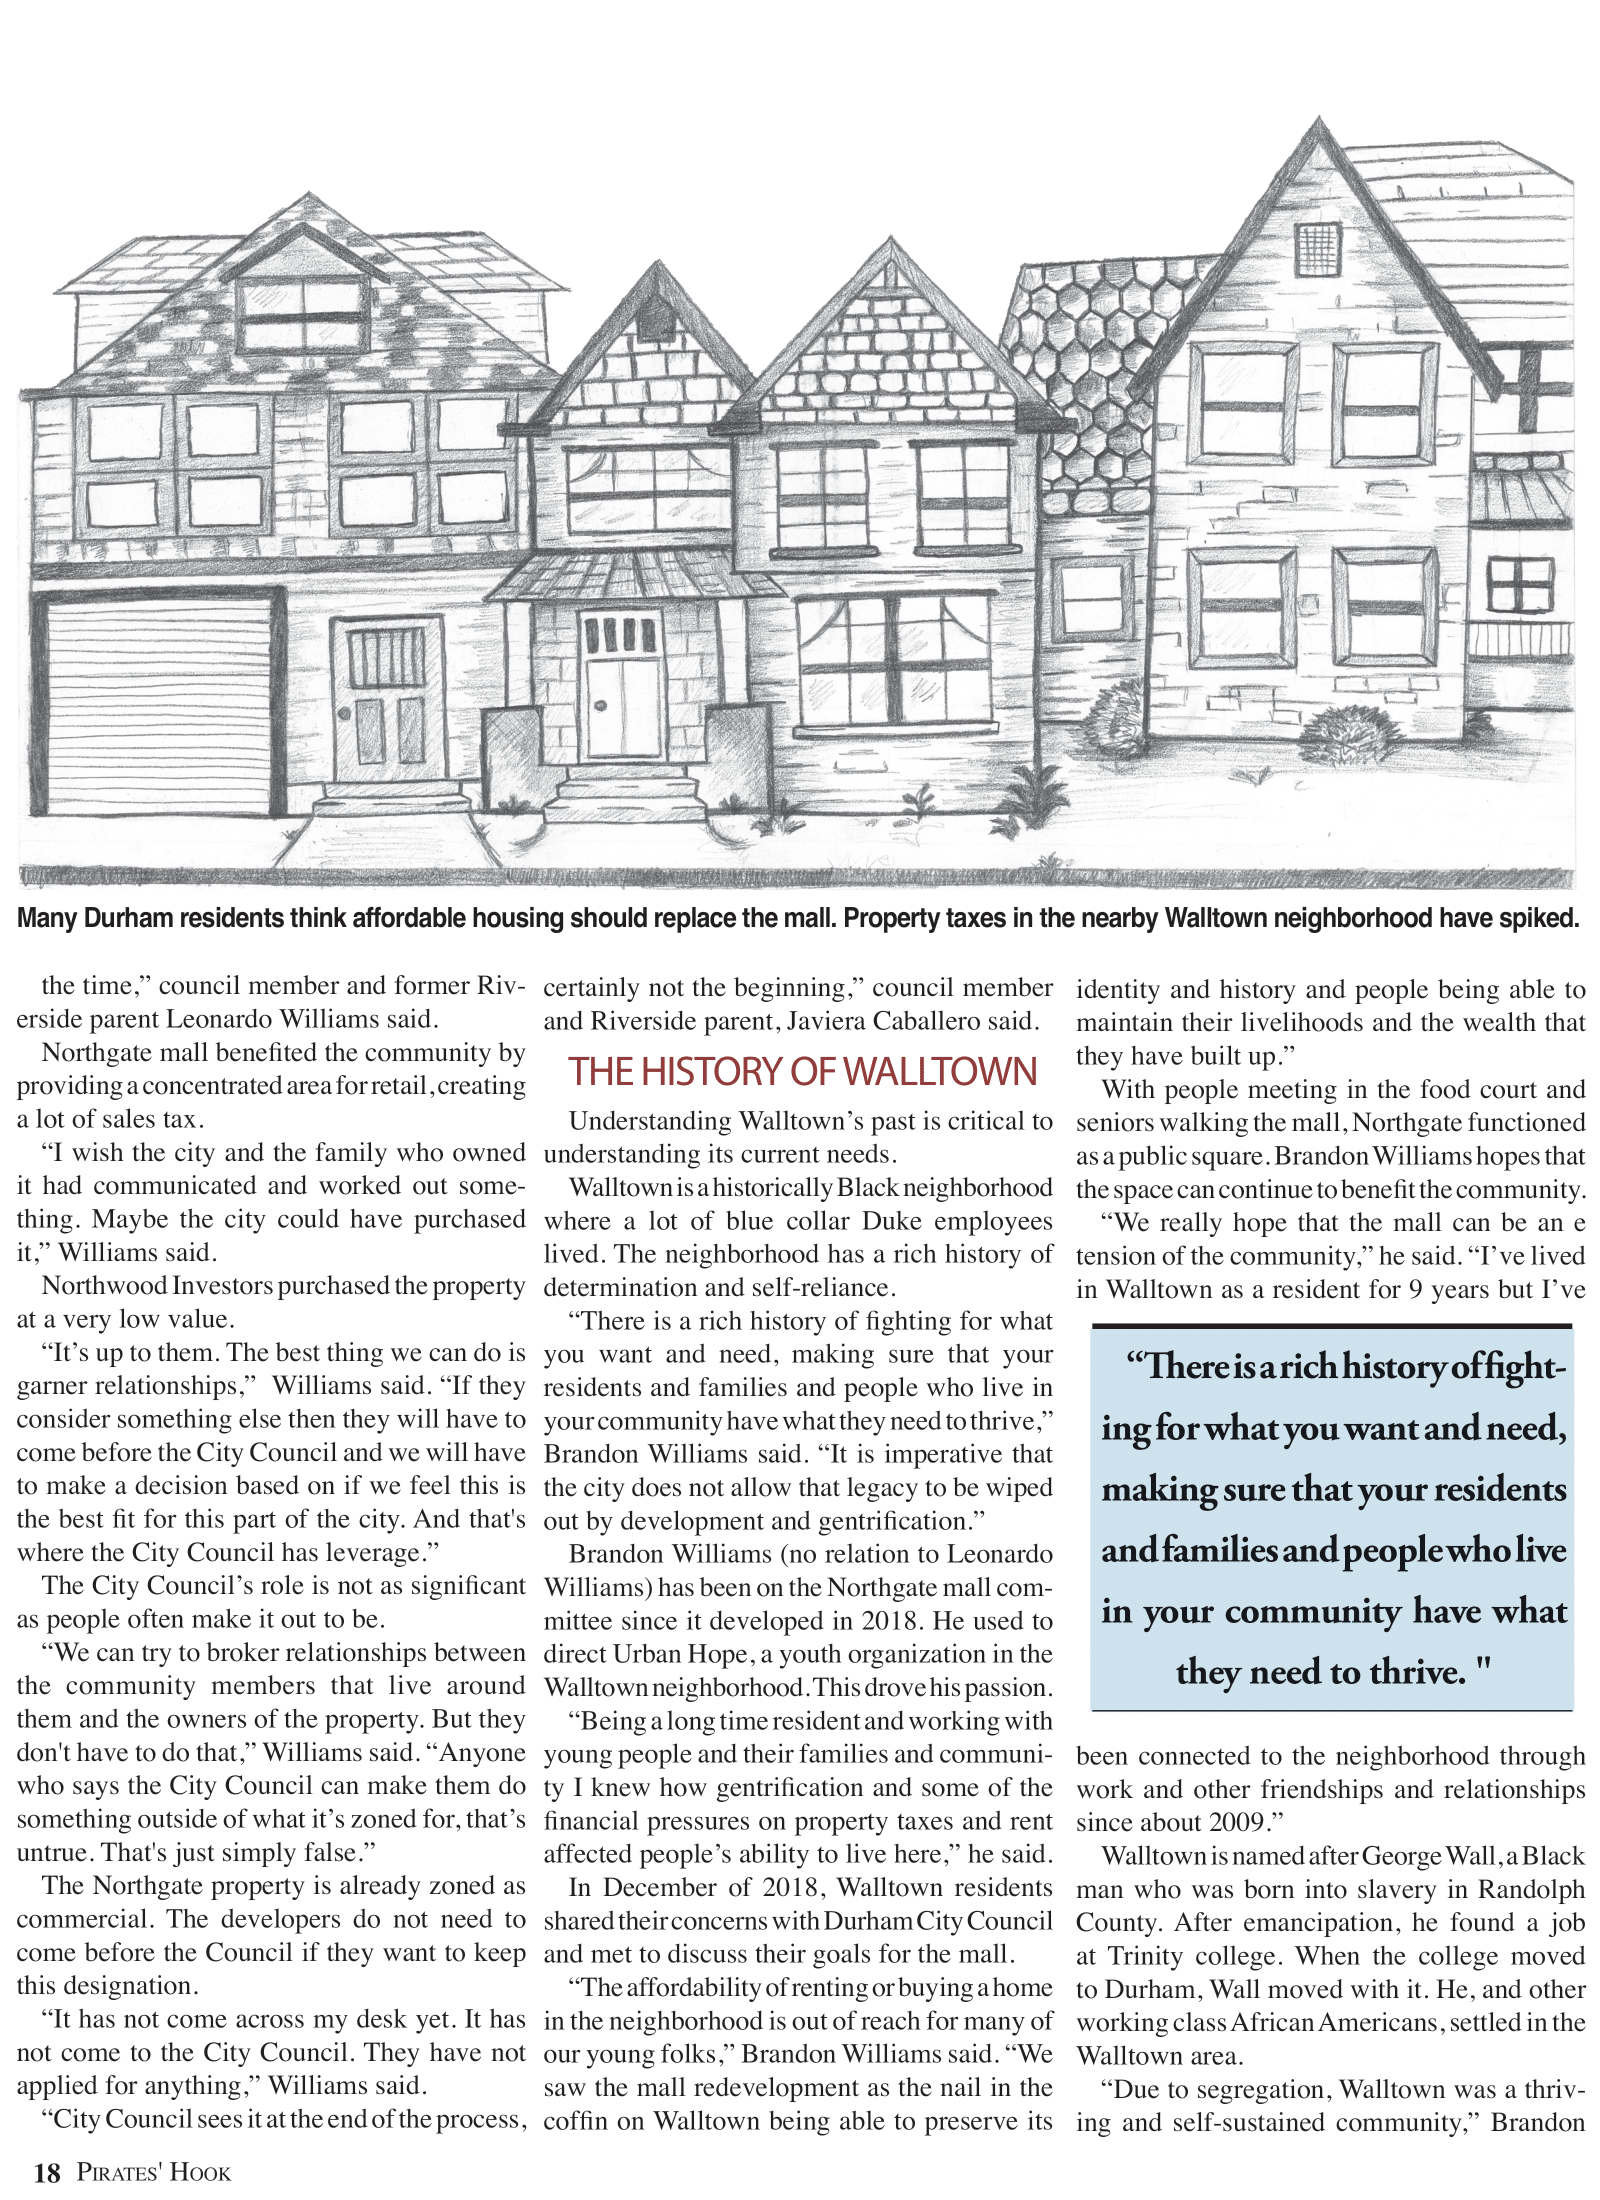 Many Durham residents think affordable housing should replace the mall. Property taxes in the nearby Walltown neighborhood have spiked.
the time,” council member and former Riv-
erside parent Leonardo Williams said.
Northgate mall benefited the community by
providing a concentrated area for retail, creating
a lot of sales tax.
“I wish the city and the family who owned
it had communicated and worked out some-
thing. Maybe the city could have purchased
it,” Williams said.
Northwood Investors purchased the property
at a very low value.
“It’s up to them. The best thing we can do is
garner relationships,” Williams said. “If they
consider something else then they will have to
come before the City Council and we will have
to make a decision based on if we feel this is
the best fit for this part of the city. And that's
where the City Council has leverage.”
The City Council’s role is not as significant
as people often make it out to be.
“We can try to broker relationships between
the community members that live around
them and the owners of the property. But they
don't have to do that,” Williams said. “Anyone
who says the City Council can make them do
something outside of what it’s zoned for, that’s
untrue. That's just simply false.”
The Northgate property is already zoned as
commercial. The developers do not need to
come before the Council if they want to keep
this designation.
“It has not come across my desk yet. It has
not come to the City Council. They have not
applied for anything,” Williams said.
“City Council sees it at the end of the process,
certainly not the beginning,” council member
and Riverside parent, Javiera Caballero said.
THE HISTORY OF WALLTOWN
Understanding Walltown’s past is critical to
understanding its current needs.
Walltown is a historically Black neighborhood
where a lot of blue collar Duke employees
lived. The neighborhood has a rich history of
determination and self-reliance.
“There is a rich history of fighting for what
you want and need, making sure that your
residents and families and people who live in
your community have what they need to thrive,”
Brandon Williams said. “It is imperative that
the city does not allow that legacy to be wiped
out by development and gentrification.”
Brandon Williams (no relation to Leonardo
Williams) has been on the Northgate mall com-
mittee since it developed in 2018. He used to
direct Urban Hope, a youth organization in the
Walltown neighborhood. This drove his passion.
“Being a long time resident and working with
young people and their families and communi-
ty I knew how gentrification and some of the
financial pressures on property taxes and rent
affected people’s ability to live here,” he said.
In December of 2018, Walltown residents
shared their concerns with Durham City Council
and met to discuss their goals for the mall.
“The affordability of renting or buying a home
in the neighborhood is out of reach for many of
our young folks,” Brandon Williams said. “We
saw the mall redevelopment as the nail in the
coffin on Walltown being able to preserve its
identity and history and people being able to
maintain their livelihoods and the wealth that
they have built up.”
With people meeting in the food court and
seniors walking the mall, Northgate functioned
as a public square. Brandon Williams hopes that
the space can continue to benefit the community.
“We really hope that the mall can be an e
tension of the community,” he said. “I’ve lived
in Walltown as a resident for 9 years but I’ve
“There is a rich history of fight-
ing for what you want and need,
making sure that your residents
and families and people who live
in your community have what
they need to thrive. "
been connected to the neighborhood through
work and other friendships and relationships
since about 2009.”
Walltown is named after George Wall, a Black
man who was born into slavery in Randolph
County. After emancipation, he found a job
at Trinity college. When the college moved
to Durham, Wall moved with it. He, and other
working class African Americans, settled in the
Walltown area.
“Due to segregation, Walltown was a thriv-
ing and self-sustained community,” Brandon
18 PIRATES' HOOK